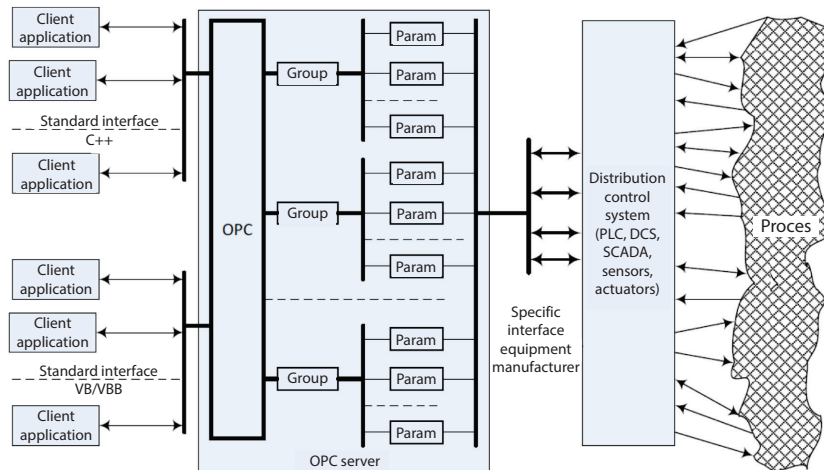 Client
application
Client
application
Standard interface
C++
Client
application
Client
application
Client
application
Standard interface
VB/VBB
Client
application
OPC
Group
Param
Param
Param
Group
Param
Param
Param
Group
Param
Param
Param
OPC server
Specific
interface
equipment
manufacturer
Distribution
control
system
(PLC, DCS,
SCADA,
sensors,
actuators)
Proces